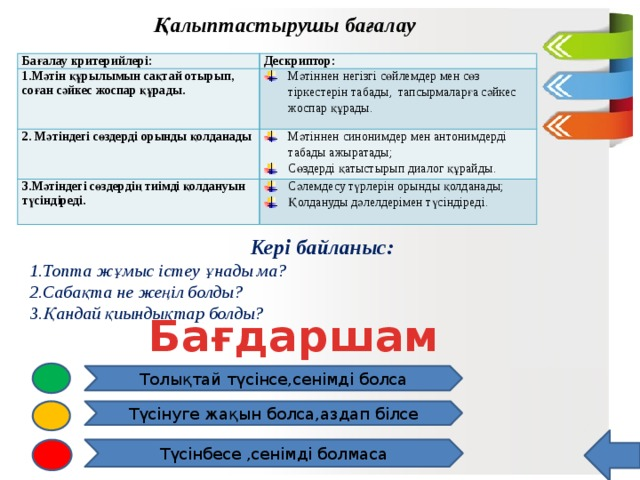 Қалыптастырушы бағалау
Бағалау критерийлері:
Дескриптор:
1.Мәтін құрылымын сақтай отырып,
соған сәйкес жоспар құрады.
Мәтіннен негізгі сөйлемдер мен сөз
тіркестерін табады, тапсырмаларға сәйкес
жоспар құрады.
2. Мәтіндегі сөздерді орынды қолданады
Мәтіннен синонимдер мен антонимдерді
табады ажыратады;
Сөздерді қатыстырып диалог құрайды.
3.Мәтіндегі сөздердің тиімді қолдануын
түсіндіреді.
Сәлемдесу түрлерін орынды қолданады;
Қолдануды дәлелдерімен түсіндіреді.
Кері байланыс:
1.Топта жұмыс істеу ұнады ма?
2.Сабақта не жеңіл болды?
3.Қандай қиындықтар болды?
Бағдаршам
Толықтай түсінсе,сенімді болса
Түсінуге жақын болса,аздап білсе
Түсінбесе ,сенімді болмаса